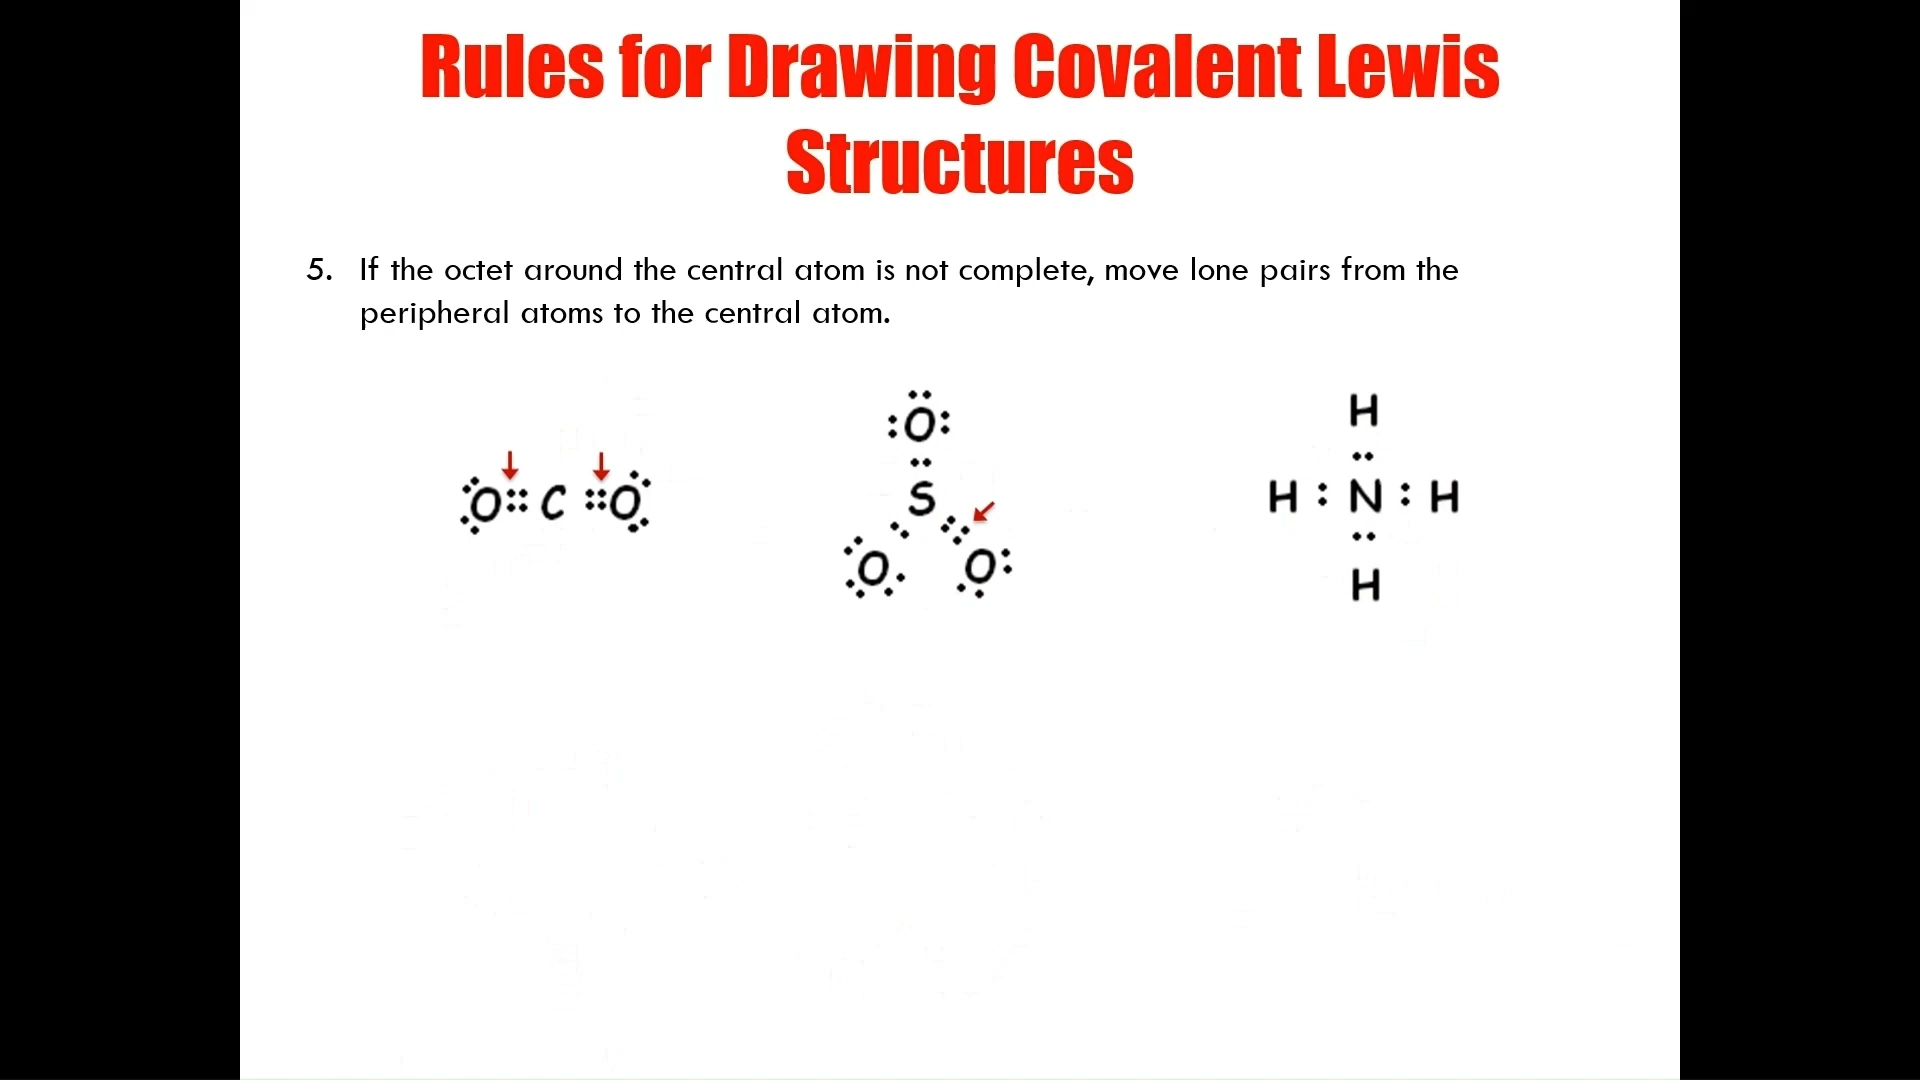 Rules for Drawing Covalent Lewis
Structures
5. If the octet around the central atom is not complete, move lone pairs from the
peripheral atoms to the central atom.
O C O
O
S
O O
H
H : N : H
H